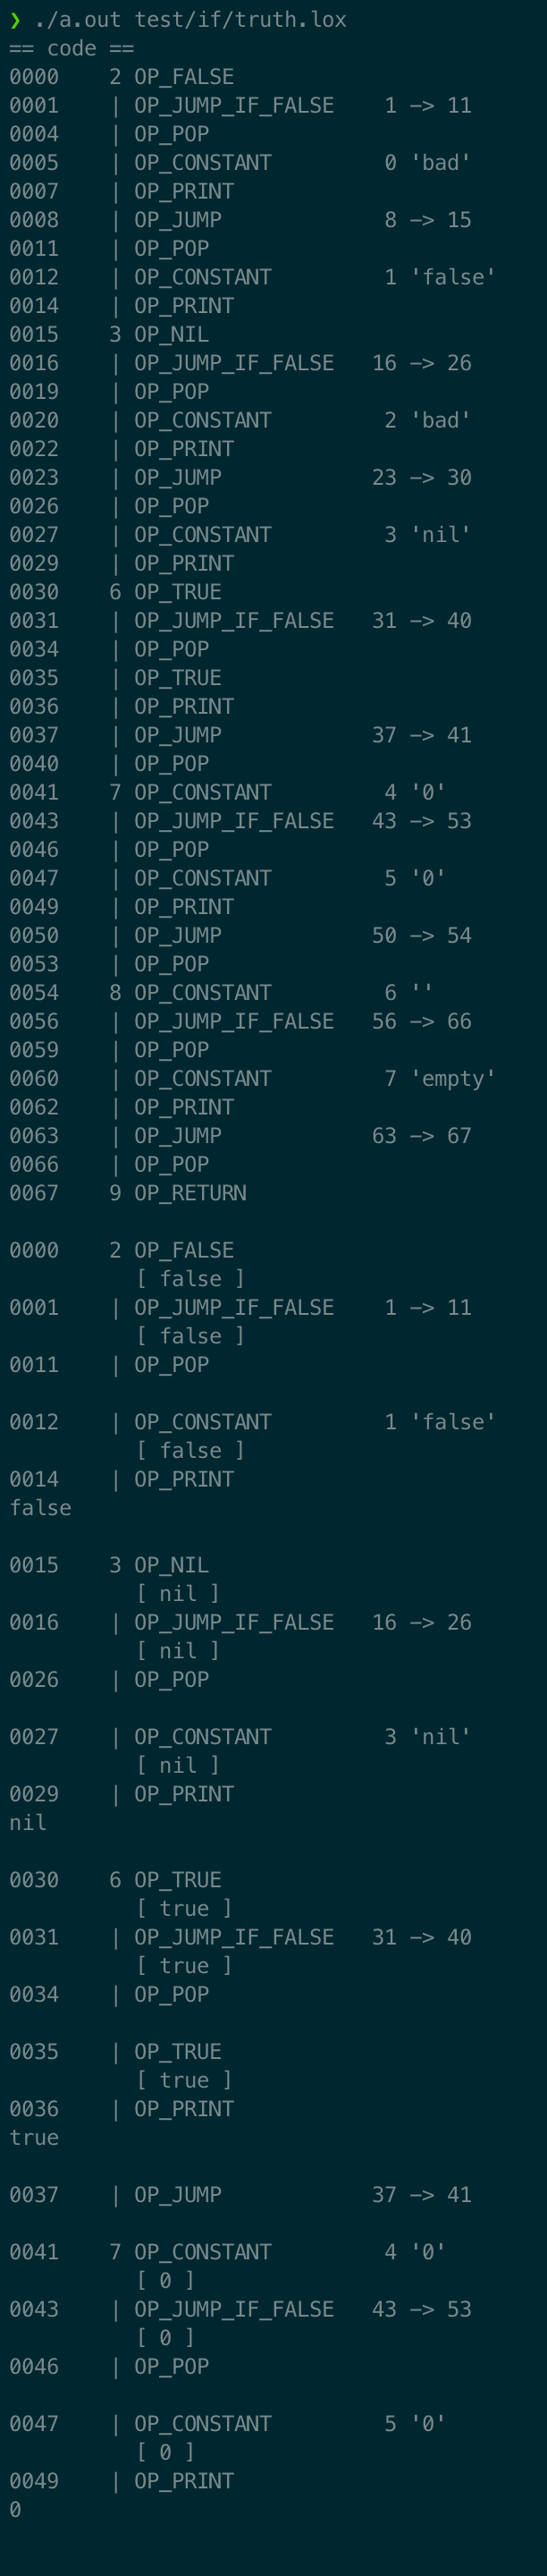 ❯ ./a.out test/if/truth.lox
== code ==
0000    2 OP_FALSE
0001    | OP_JUMP_IF_FALSE    1 -> 11
0004    | OP_POP
0005    | OP_CONSTANT         0 'bad'
0007    | OP_PRINT
0008    | OP_JUMP             8 -> 15
0011    | OP_POP
0012    | OP_CONSTANT         1 'false'
0014    | OP_PRINT
0015    3 OP_NIL
0016    | OP_JUMP_IF_FALSE   16 -> 26
0019    | OP_POP
0020    | OP_CONSTANT         2 'bad'
0022    | OP_PRINT
0023    | OP_JUMP            23 -> 30
0026    | OP_POP
0027    | OP_CONSTANT         3 'nil'
0029    | OP_PRINT
0030    6 OP_TRUE
0031    | OP_JUMP_IF_FALSE   31 -> 40
0034    | OP_POP
0035    | OP_TRUE
0036    | OP_PRINT
0037    | OP_JUMP            37 -> 41
0040    | OP_POP
0041    7 OP_CONSTANT         4 '0'
0043    | OP_JUMP_IF_FALSE   43 -> 53
0046    | OP_POP
0047    | OP_CONSTANT         5 '0'
0049    | OP_PRINT
0050    | OP_JUMP            50 -> 54
0053    | OP_POP
0054    8 OP_CONSTANT         6 ''
0056    | OP_JUMP_IF_FALSE   56 -> 66
0059    | OP_POP
0060    | OP_CONSTANT         7 'empty'
0062    | OP_PRINT
0063    | OP_JUMP            63 -> 67
0066    | OP_POP
0067    9 OP_RETURN

0000    2 OP_FALSE
          [ false ]
0001    | OP_JUMP_IF_FALSE    1 -> 11
          [ false ]
0011    | OP_POP

0012    | OP_CONSTANT         1 'false'
          [ false ]
0014    | OP_PRINT
false

0015    3 OP_NIL
          [ nil ]
0016    | OP_JUMP_IF_FALSE   16 -> 26
          [ nil ]
0026    | OP_POP

0027    | OP_CONSTANT         3 'nil'
          [ nil ]
0029    | OP_PRINT
nil

0030    6 OP_TRUE
          [ true ]
0031    | OP_JUMP_IF_FALSE   31 -> 40
          [ true ]
0034    | OP_POP

0035    | OP_TRUE
          [ true ]
0036    | OP_PRINT
true

0037    | OP_JUMP            37 -> 41

0041    7 OP_CONSTANT         4 '0'
          [ 0 ]
0043    | OP_JUMP_IF_FALSE   43 -> 53
          [ 0 ]
0046    | OP_POP

0047    | OP_CONSTANT         5 '0'
          [ 0 ]
0049    | OP_PRINT
0